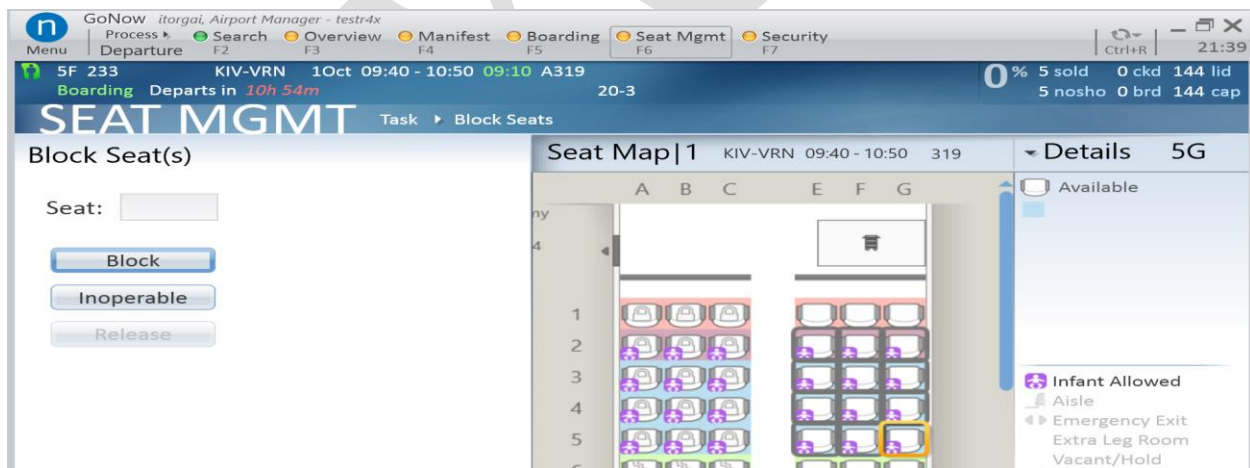 GoNow itorgai, Airport Manager - testr4x
n
Menu
Process
Departure
Search
F2
Overview
F3
Manifest
F4
Boarding
F5
Seat Mgmt
F6
Security
F7
Ctrl+R
21:39
5F 233 KIV-VRN 1Oct 09:40 - 10:50 09:10 A319
Boarding Departs in 10h 54m 20-3
0% 5 sold 0 ckd 144 lid
5 nosho 0 brd 144 cap
SEAT MGMT Task Block Seats
Block Seat(s)
Seat:
Block
Inoperable
Release
Seat Map|1 KIV-VRN 09:40 - 10:50 319
A B C E F G
ny
4
1
2
3
4
5
Details 5G
Available
Infant Allowed
Aisle
Emergency Exit
Extra Leg Room
Vacant/Hold